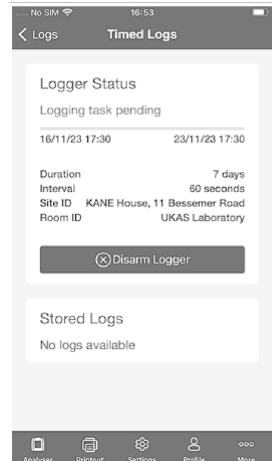 No SIM 16:53
Logs Timed Logs
Logger Status
Logging task pending
16/11/23 17:30 23/11/23 17:30
Duration 7 days
Interval 60 seconds
Site ID KANE House, 11 Bessemer Road
Room ID UKAS Laboratory
Disarm Logger
Stored Logs
No logs available
Analyser Printout Settings Profile More